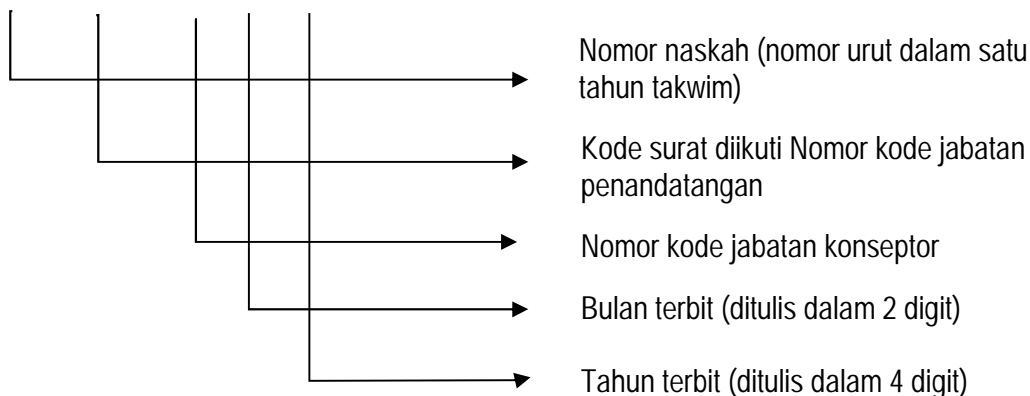 Nomor naskah (nomor urut dalam satu
tahun takwim)
Kode surat diikuti Nomor kode jabatan
penandatangan
Nomor kode jabatan konseptor
Bulan terbit (ditulis dalam 2 digit)
Tahun terbit (ditulis dalam 4 digit)